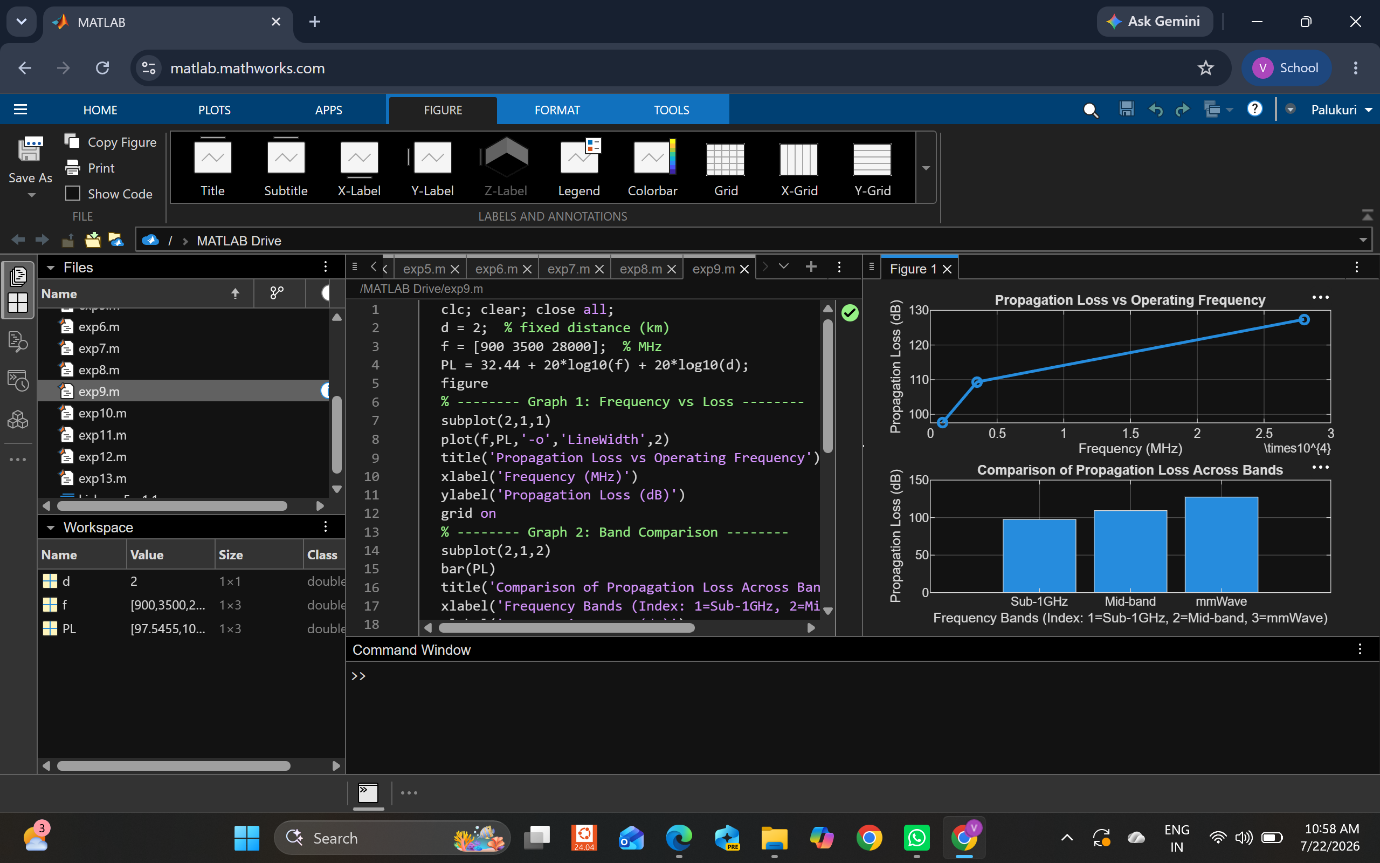 MATLAB
Ask Gemini
matlab.mathworks.com
V School
HOME PLOTS APPS FIGURE FORMAT TOOLS
Palukuri
Save As
Copy Figure
Print
Show Code
FILE
Title Subtitle X-Label Y-Label Z-Label Legend Colorbar Grid X-Grid Y-Grid
LABELS AND ANNOTATIONS
/ > MATLAB Drive
Files
Name
exp6.m
exp7.m
exp8.m
exp9.m
exp10.m
exp11.m
exp12.m
exp13.m
Workspace
Name Value Size Class
d 2 1×1 double
f [900,3500,2... 1×3 double
PL [97.5455,10... 1×3 double
exp5.m exp6.m exp7.m exp8.m exp9.m
/MATLAB Drive/exp9.m
1 clc; clear; close all;
2 d = 2; % fixed distance (km)
3 f = [900 3500 28000]; % MHz
4 PL = 32.44 + 20*log10(f) + 20*log10(d);
5 figure
6 % -------- Graph 1: Frequency vs Loss --------
7 subplot(2,1,1)
8 plot(f,PL,'-o','LineWidth',2)
9 title('Propagation Loss vs Operating Frequency')
10 xlabel('Frequency (MHz)')
11 ylabel('Propagation Loss (dB)')
12 grid on
13 % -------- Graph 2: Band Comparison --------
14 subplot(2,1,2)
15 bar(PL)
16 title('Comparison of Propagation Loss Across Ban
17 xlabel('Frequency Bands (Index: 1=Sub-1GHz, 2=Mi
18
Figure 1
Propagation Loss vs Operating Frequency
Propagation Loss (dB)
130
120
110
100
0 0.5 1 1.5 2 2.5 3
Frequency (MHz)
\times10^{4}
Comparison of Propagation Loss Across Bands
Propagation Loss (dB)
150
100
50
0
Sub-1GHz Mid-band mmWave
Frequency Bands (Index: 1=Sub-1GHz, 2=Mid-band, 3=mmWave)
Command Window
>>
3
Search
24.04
PRE
V
ENG
IN
10:58 AM
7/22/2026